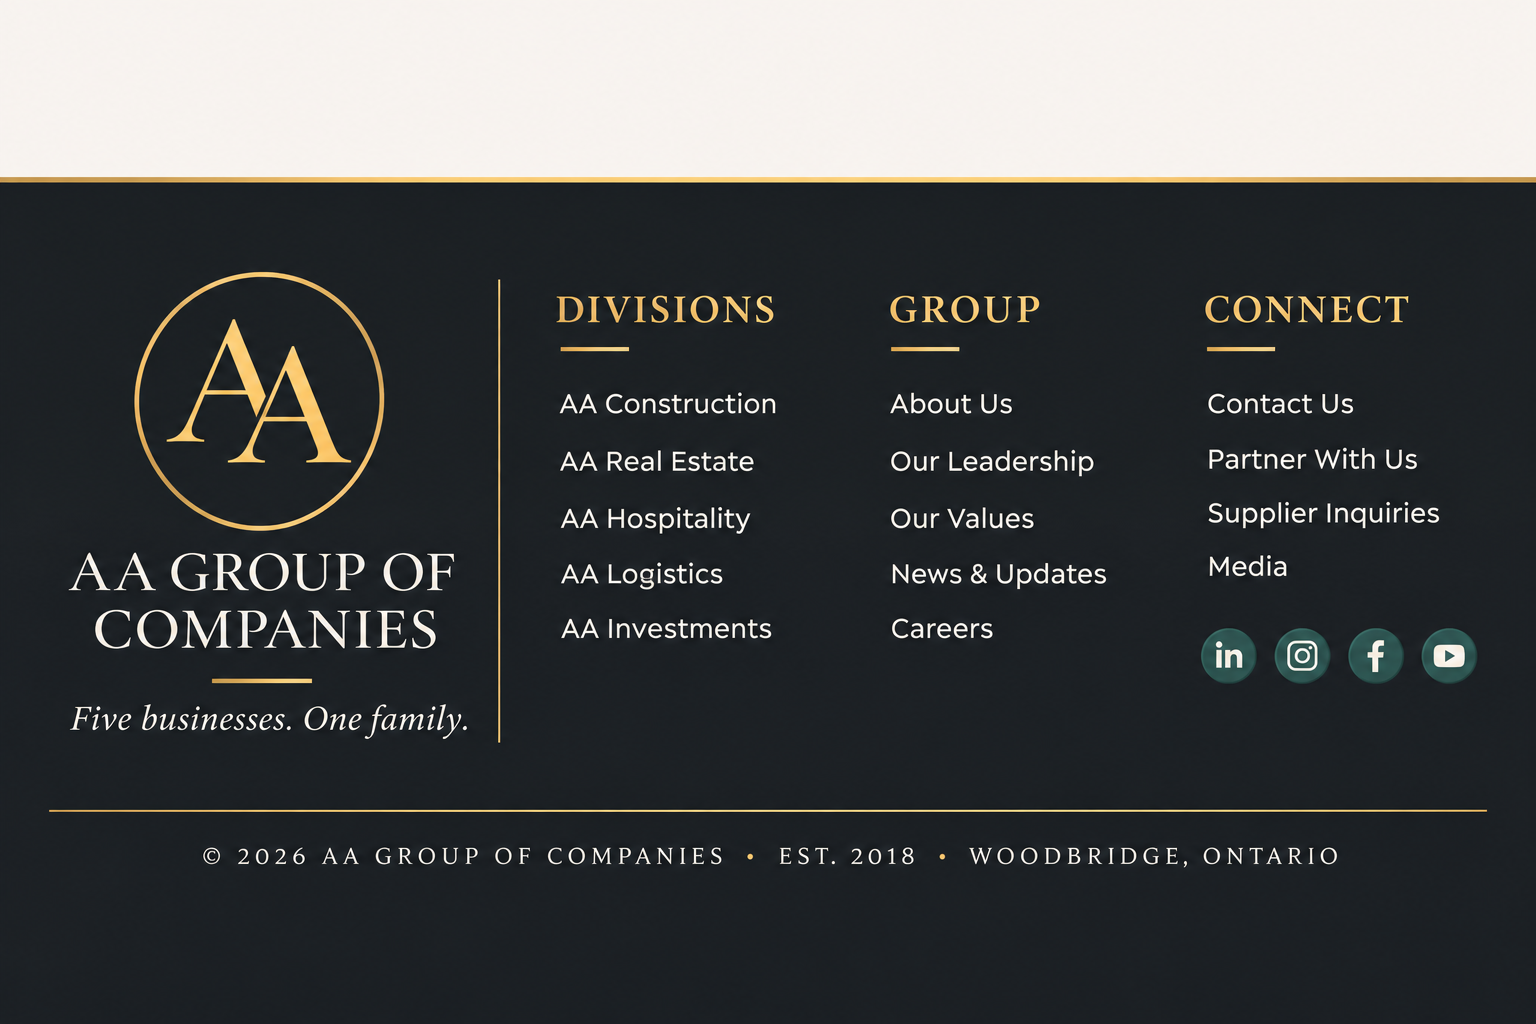 AA
AA GROUP OF
COMPANIES
Five businesses. One family.
DIVISIONS
AA Construction
AA Real Estate
AA Hospitality
AA Logistics
AA Investments
GROUP
About Us
Our Leadership
Our Values
News & Updates
Careers
CONNECT
Contact Us
Partner With Us
Supplier Inquiries
Media
in
f
© 2026 AA GROUP OF COMPANIES • EST. 2018 • WOODBRIDGE, ONTARIO